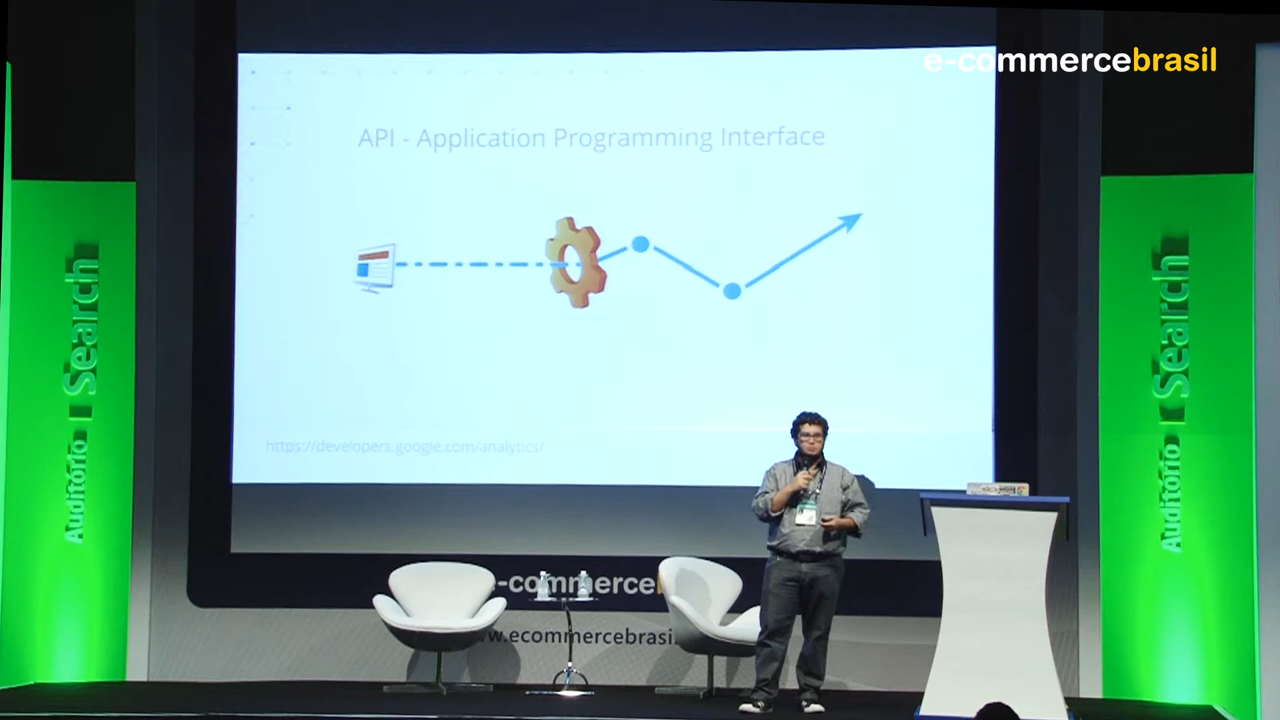 e-commercebrasil
API - Application Programming Interface
https://developers.google.com/analytics/
Auditório Search
Auditório Search
e-commerce
w.ecommercebrasil